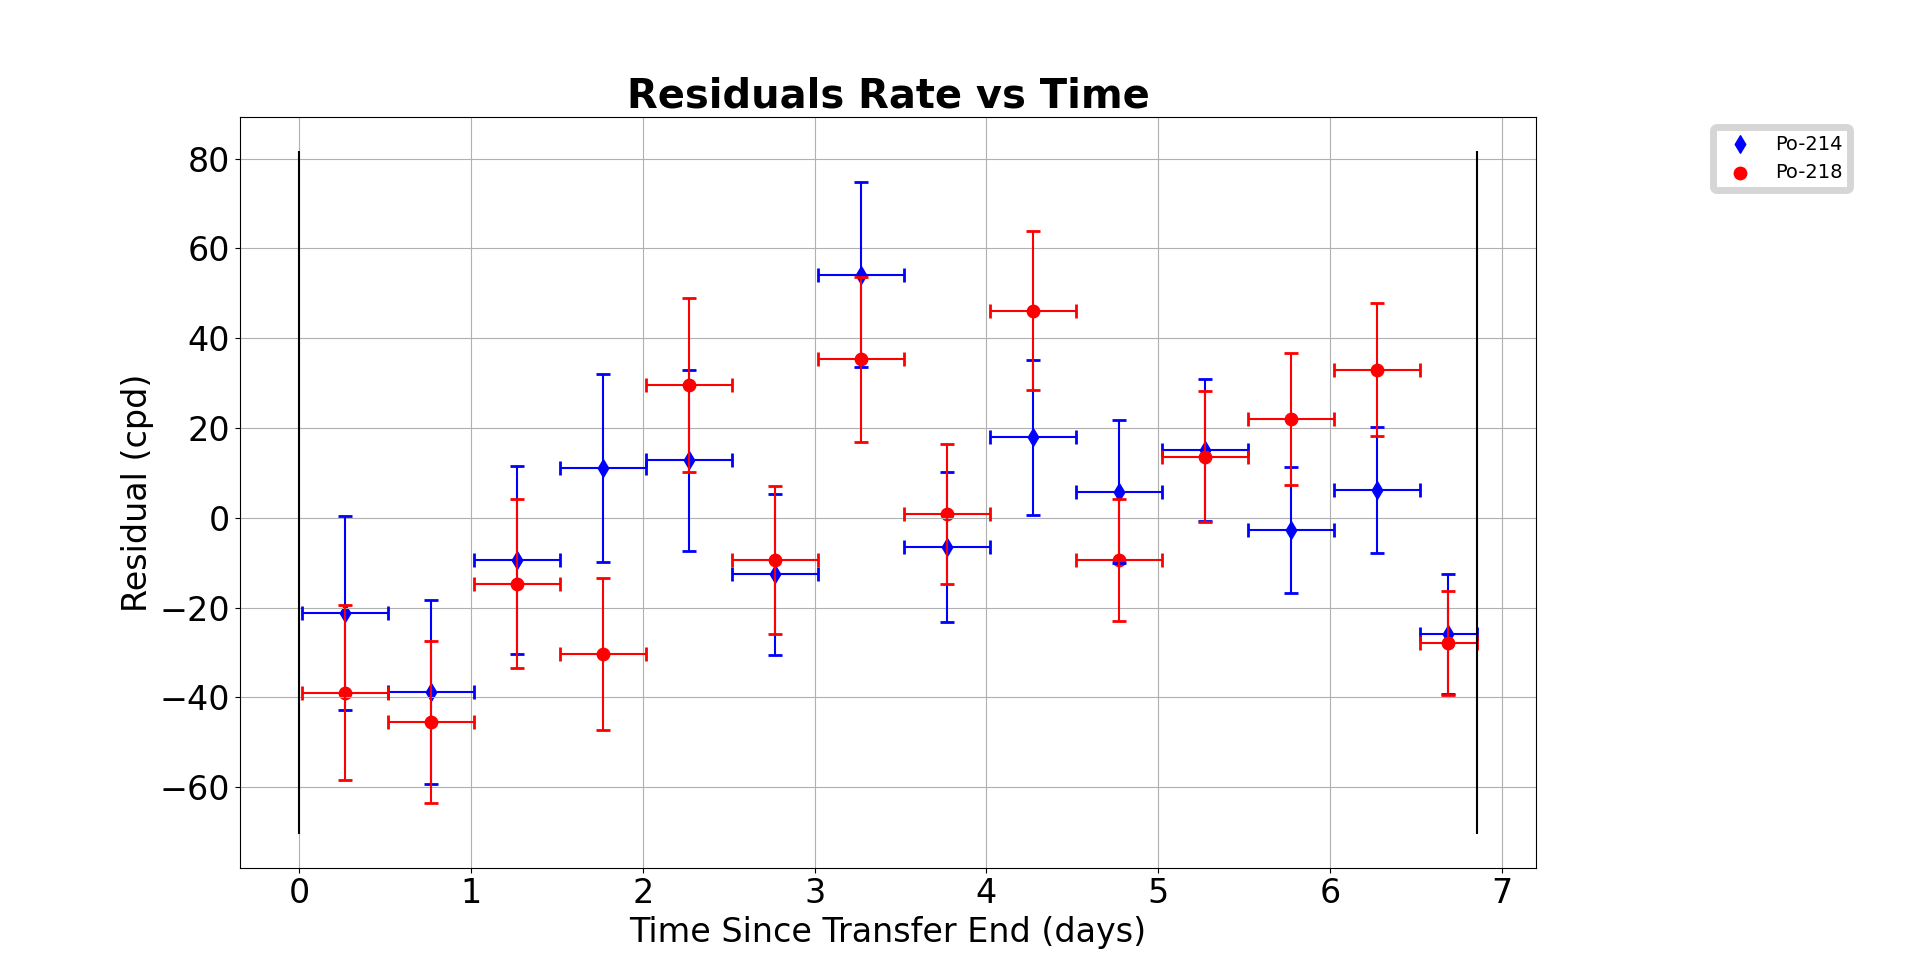 Residuals Rate vs Time
Po-214
Po-218
80
60
40
20
0
−20
−40
−60
Residual (cpd)
0 1 2 3 4 5 6 7
Time Since Transfer End (days)